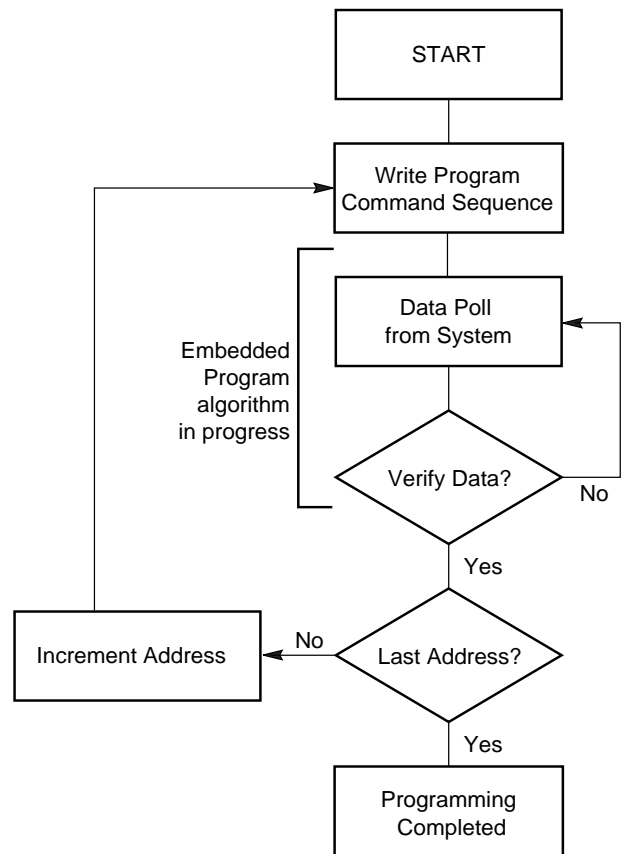 START
Write Program
Command Sequence
Data Poll
from System
Embedded
Program
algorithm
in progress
Verify Data?
No
Yes
Last Address?
No
Increment Address
Yes
Programming
Completed